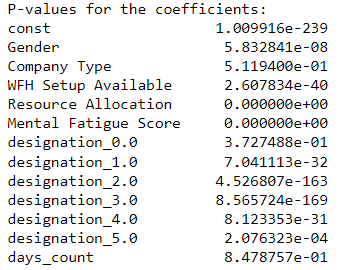 P-values for the coefficients:
const 1.009916e-239
Gender 5.832841e-08
Company Type 5.119400e-01
WFH Setup Available 2.607834e-40
Resource Allocation 0.000000e+00
Mental Fatigue Score 0.000000e+00
designation_0.0 3.727488e-01
designation_1.0 7.041113e-32
designation_2.0 4.526807e-163
designation_3.0 8.565724e-169
designation_4.0 8.123353e-31
designation_5.0 2.076323e-04
days_count 8.478757e-01